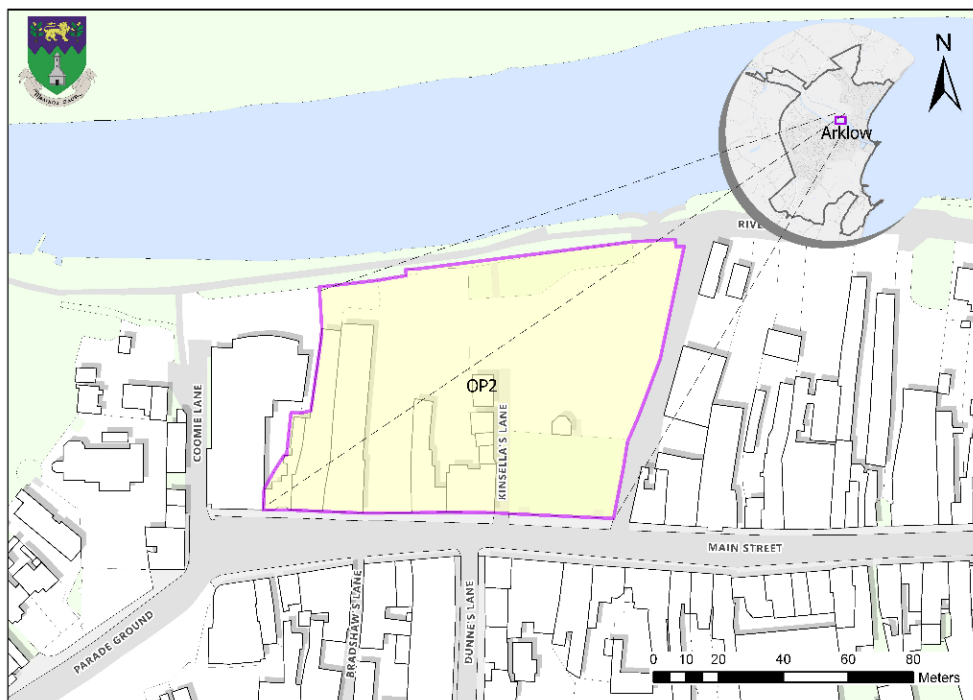 N
Arklow
RIVE
OP2
COOMIE LANE
KINSELLA'S LANE
MAIN STREET
PARADE GROUND
BRADSHAW'S LANE
DUNNE'S LANE
0 10 20 40 60 80
Meters